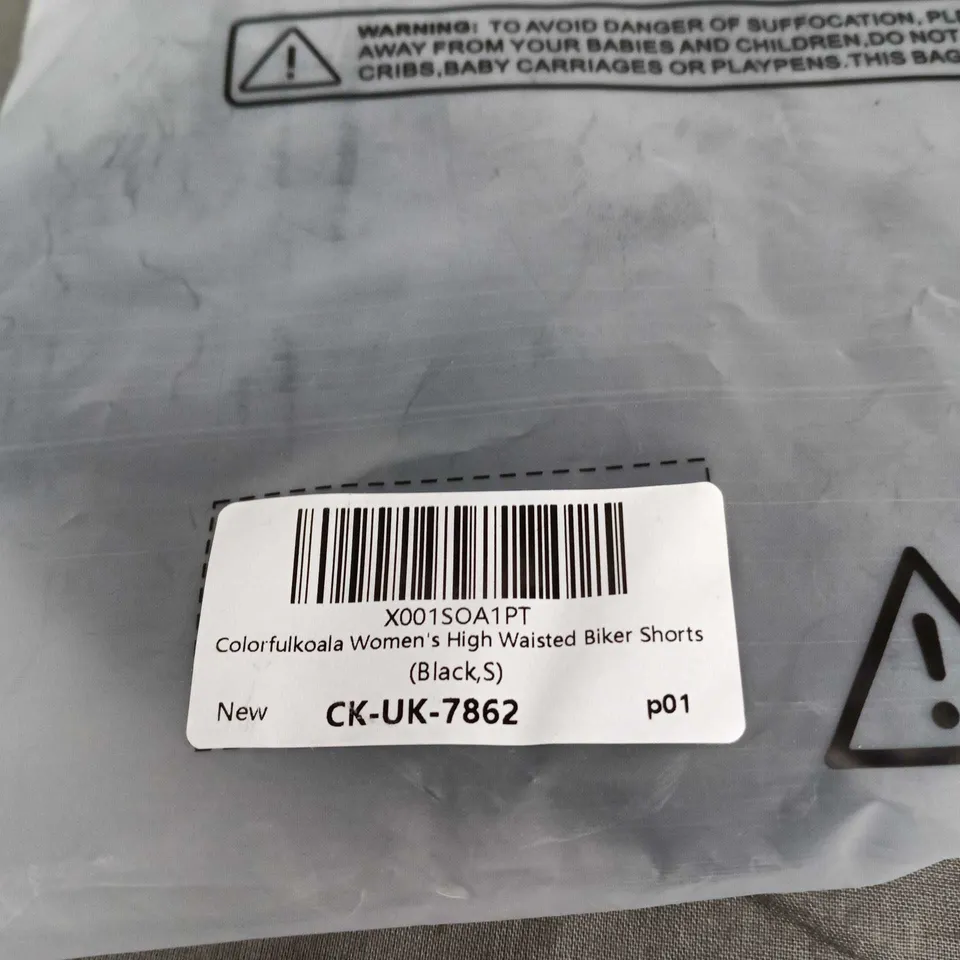 WARNING: TO AVOID DANGER OF SUFFOCATION,
AWAY FROM YOUR BABIES AND CHILDREN,DO NOT
CRIBS,BABY CARRIAGES OR PLAYPENS.THIS BAG
X001SOA1PT
Colorfulkoala Women's High Waisted Biker Shorts
(Black,S)
New CK-UK-7862 p01